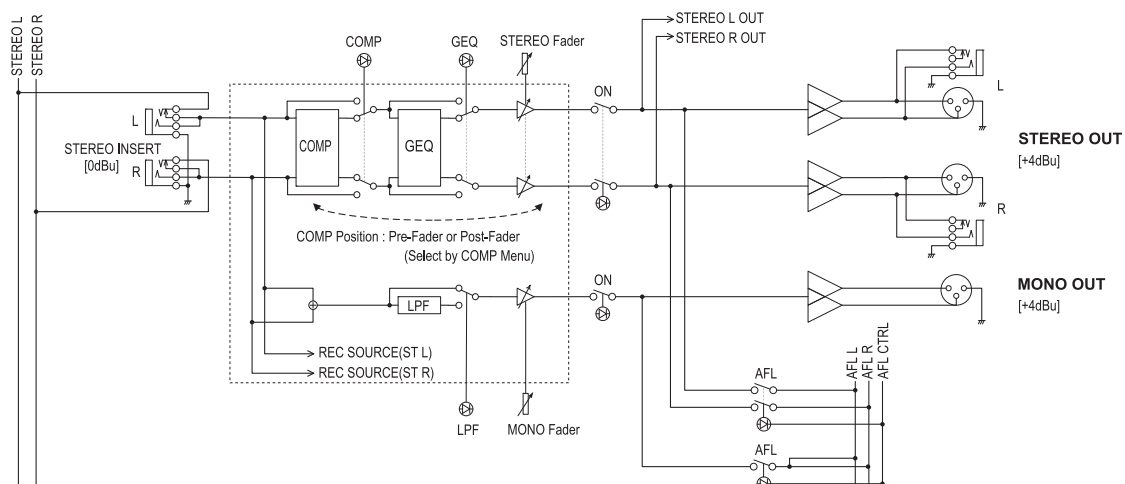 STEREO L
STEREO R
STEREO L OUT
STEREO R OUT
COMP
GEQ
STEREO Fader
ON
L
STEREO INSERT
[0dBu]
R
COMP
GEQ
L
STEREO OUT
[+4dBu]
R
COMP Position : Pre-Fader or Post-Fader
(Select by COMP Menu)
ON
MONO OUT
[+4dBu]
LPF
REC SOURCE(ST L)
REC SOURCE(ST R)
LPF
MONO Fader
AFL
AFL L
AFL R
AFL CTRL
AFL